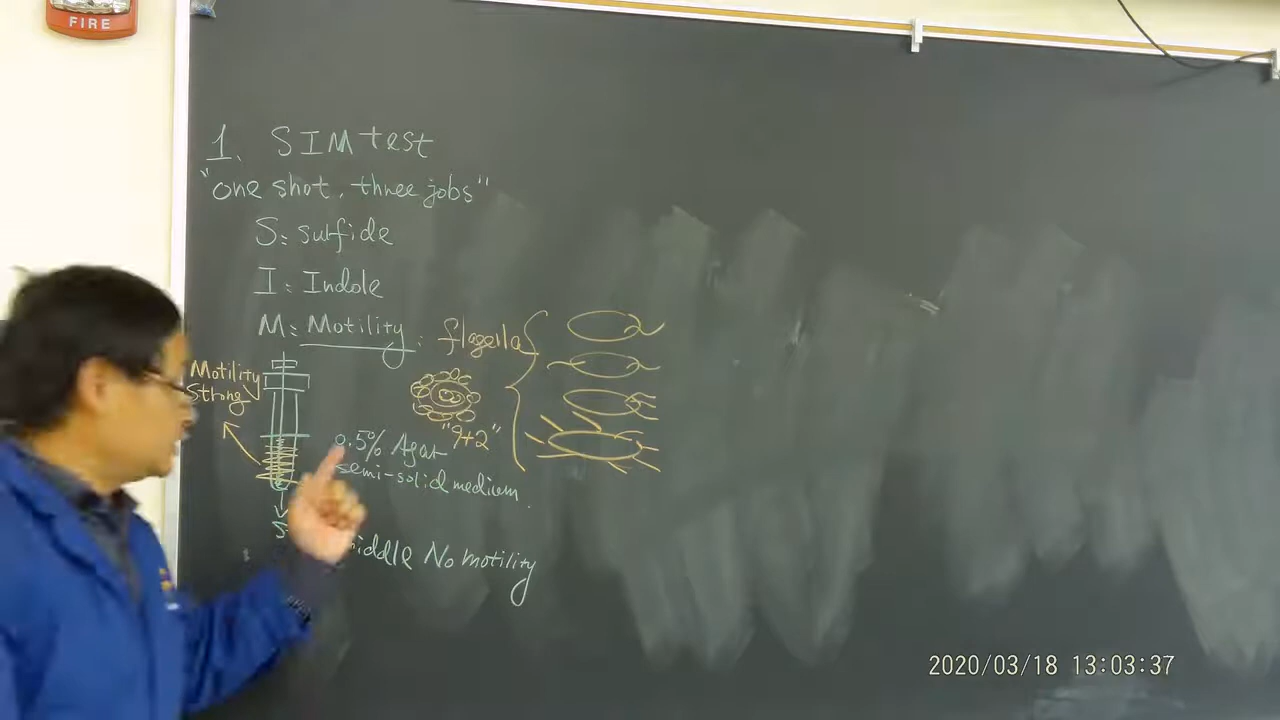 FIRE
1. SIM test
"one shot, three jobs"
S: sulfide
I: Indole
M: Motility: flagella
Motility
Strong
"9+2"
0.5% Agar
semi-solid medium.
No motility
2020/03/18 13:03:37